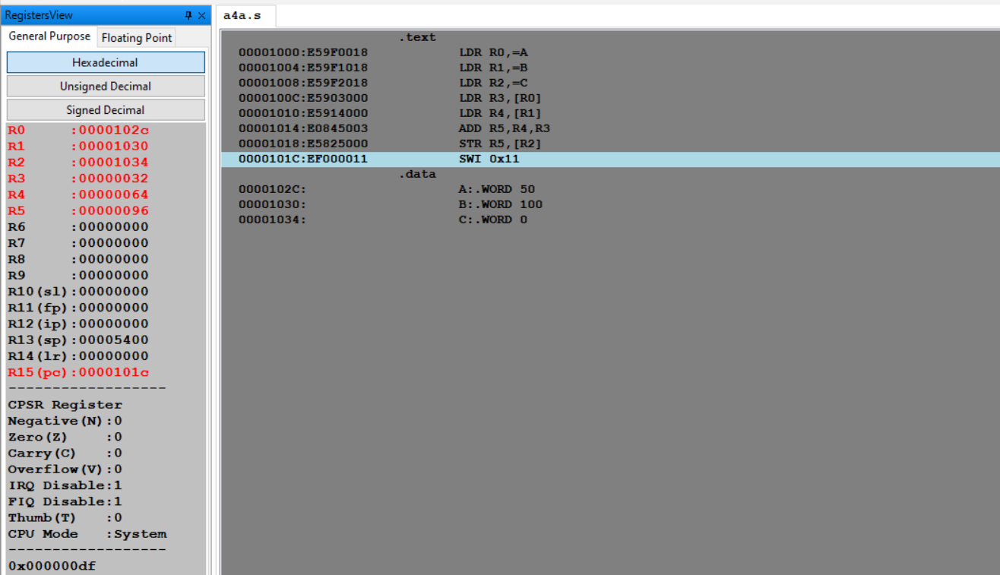 RegistersView
General Purpose Floating Point
Hexadecimal
Unsigned Decimal
Signed Decimal
R0 :0000102c
R1 :00001030
R2 :00001034
R3 :00000032
R4 :00000064
R5 :00000096
R6 :00000000
R7 :00000000
R8 :00000000
R9 :00000000
R10(sl):00000000
R11(fp):00000000
R12(ip):00000000
R13(sp):00005400
R14(lr):00000000
R15(pc):0000101c
-------------------
CPSR Register
Negative(N):0
Zero(Z) :0
Carry(C) :0
Overflow(V):0
IRQ Disable:1
FIQ Disable:1
Thumb(T) :0
CPU Mode :System
-------------------
0x000000df
a4a.s
.text
00001000:E59F0018 LDR R0,=A
00001004:E59F1018 LDR R1,=B
00001008:E59F2018 LDR R2,=C
0000100C:E5903000 LDR R3,[R0]
00001010:E5914000 LDR R4,[R1]
00001014:E0845003 ADD R5,R4,R3
00001018:E5825000 STR R5,[R2]
0000101C:EF000011 SWI 0x11
.data
0000102C: A:.WORD 50
00001030: B:.WORD 100
00001034: C:.WORD 0